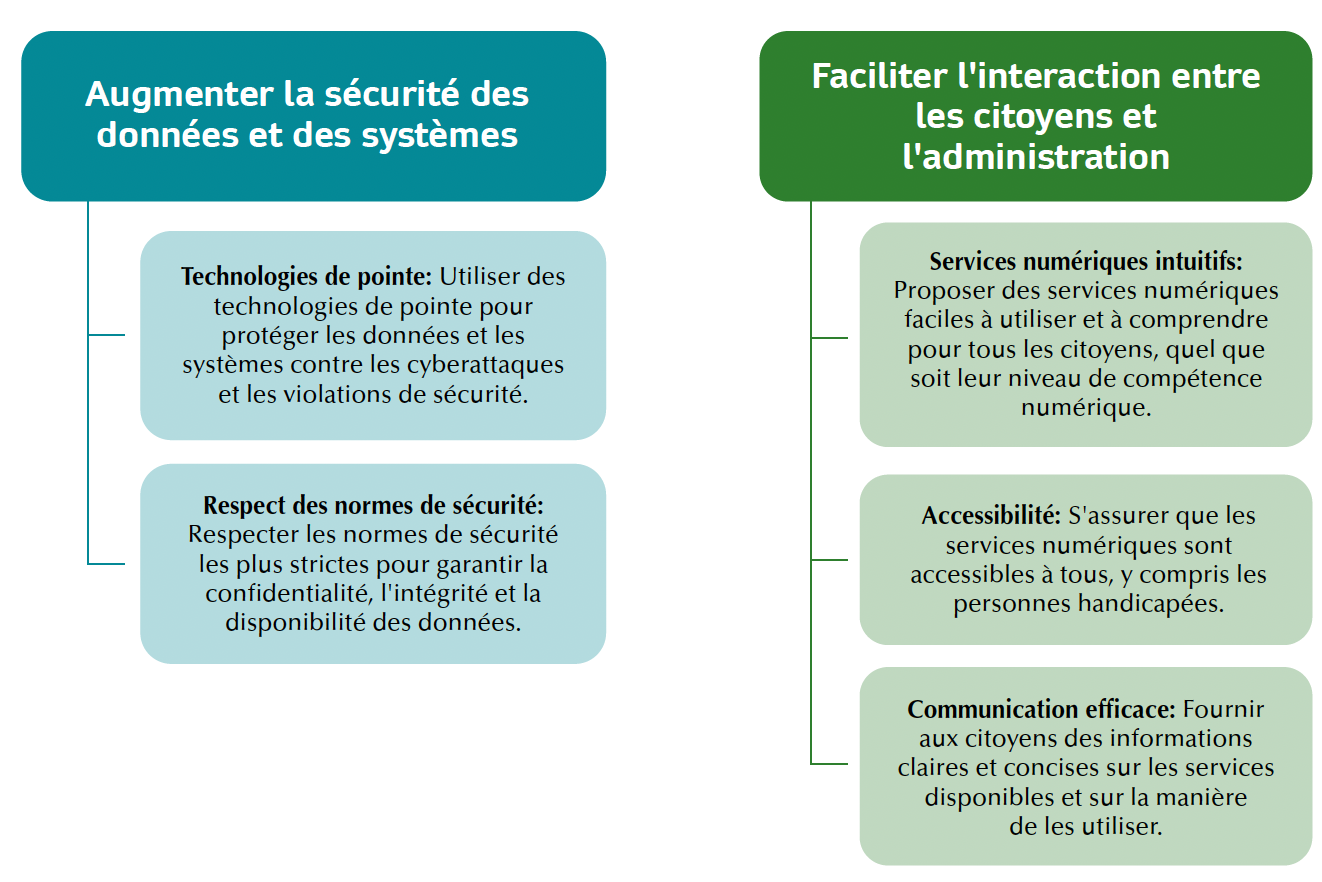 Augmenter la sécurité des
données et des systèmes
Technologies de pointe: Utiliser des
technologies de pointe pour
protéger les données et les
systèmes contre les cyberattaques
et les violations de sécurité.
Respect des normes de sécurité:
Respecter les normes de sécurité
les plus strictes pour garantir la
confidentialité, l'intégrité et la
disponibilité des données.
Faciliter l'interaction entre
les citoyens et
l'administration
Services numériques intuitifs:
Proposer des services numériques
faciles à utiliser et à comprendre
pour tous les citoyens, quel que
soit leur niveau de compétence
numérique.
Accessibilité: S'assurer que les
services numériques sont
accessibles à tous, y compris les
personnes handicapées.
Communication efficace: Fournir
aux citoyens des informations
claires et concises sur les services
disponibles et sur la manière
de les utiliser.